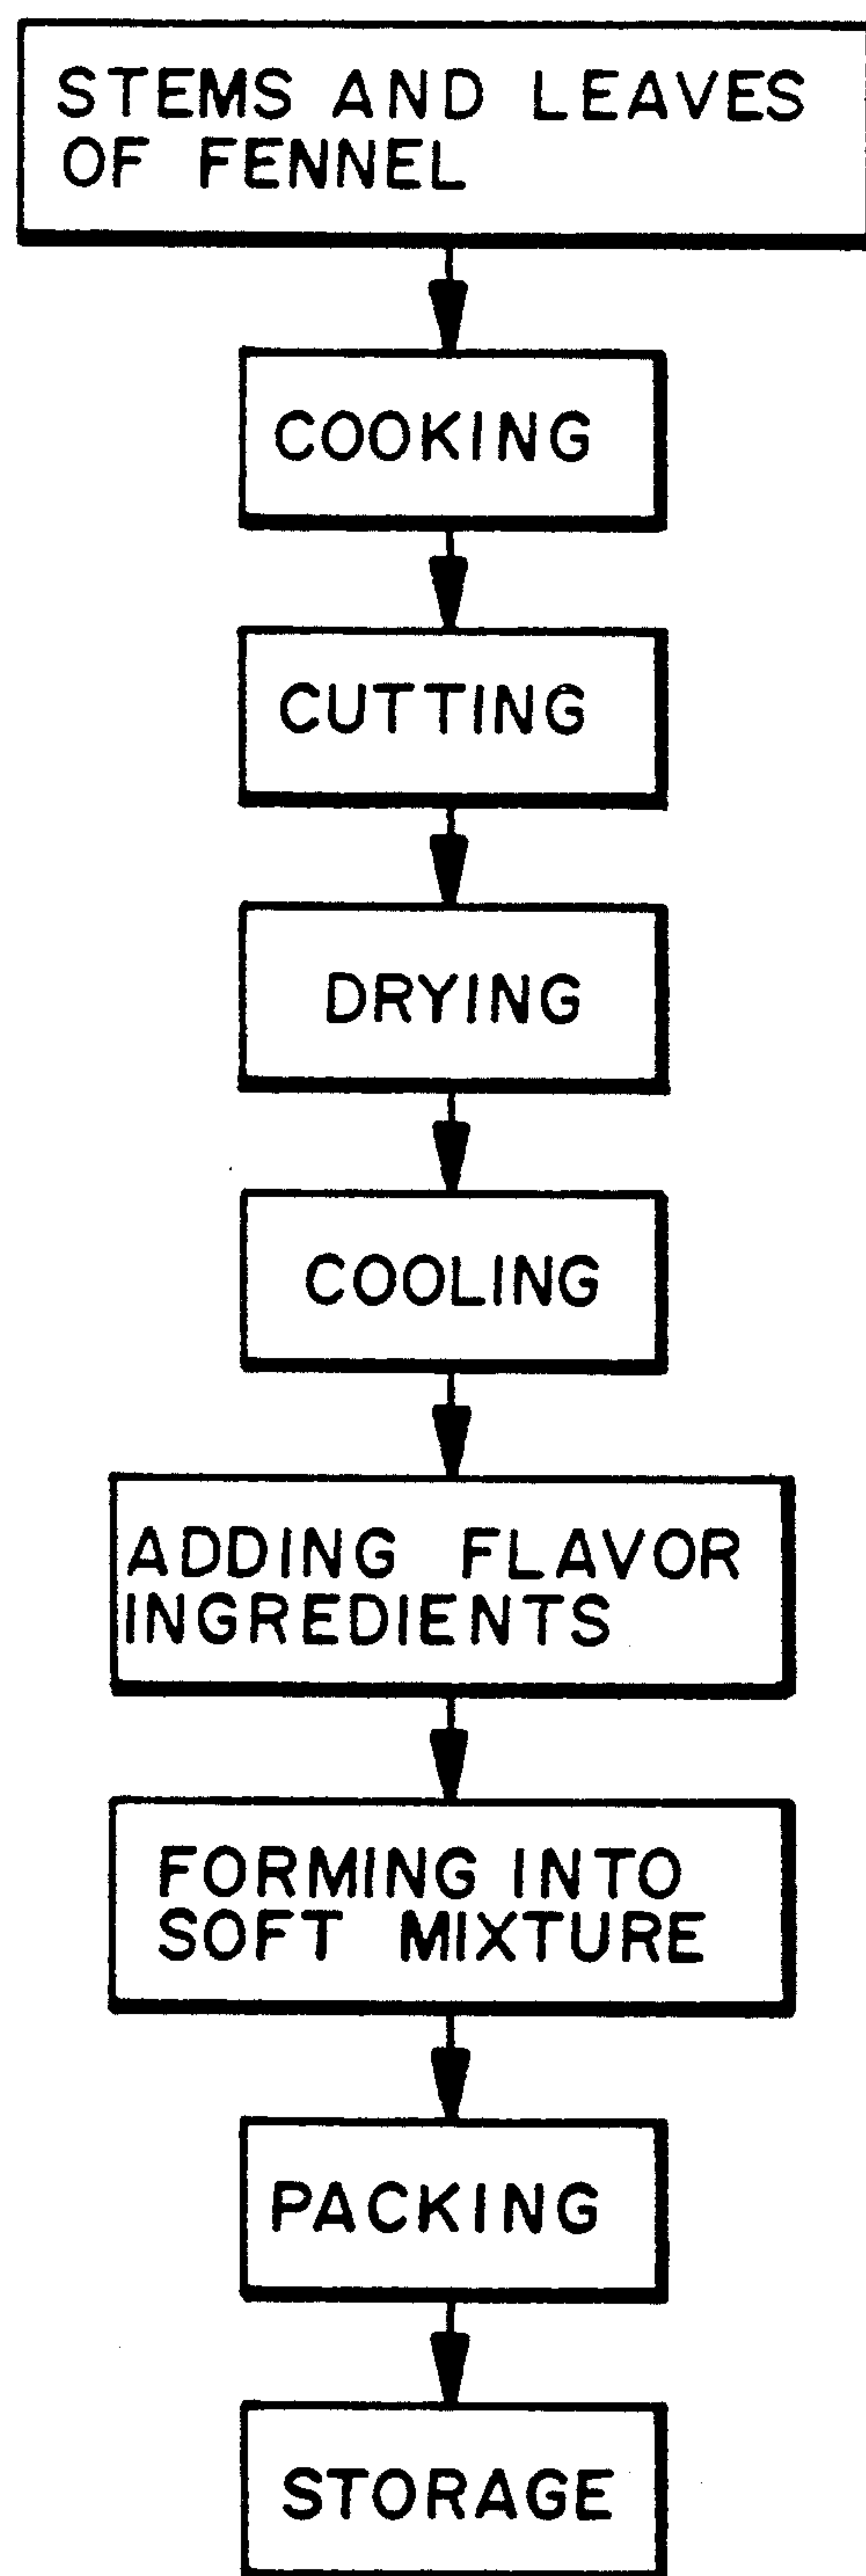 STEMS AND LEAVES
OF FENNEL
COOKING
CUTTING
DRYING
COOLING
ADDING FLAVOR
INGREDIENTS
FORMING INTO
SOFT MIXTURE
PACKING
STORAGE